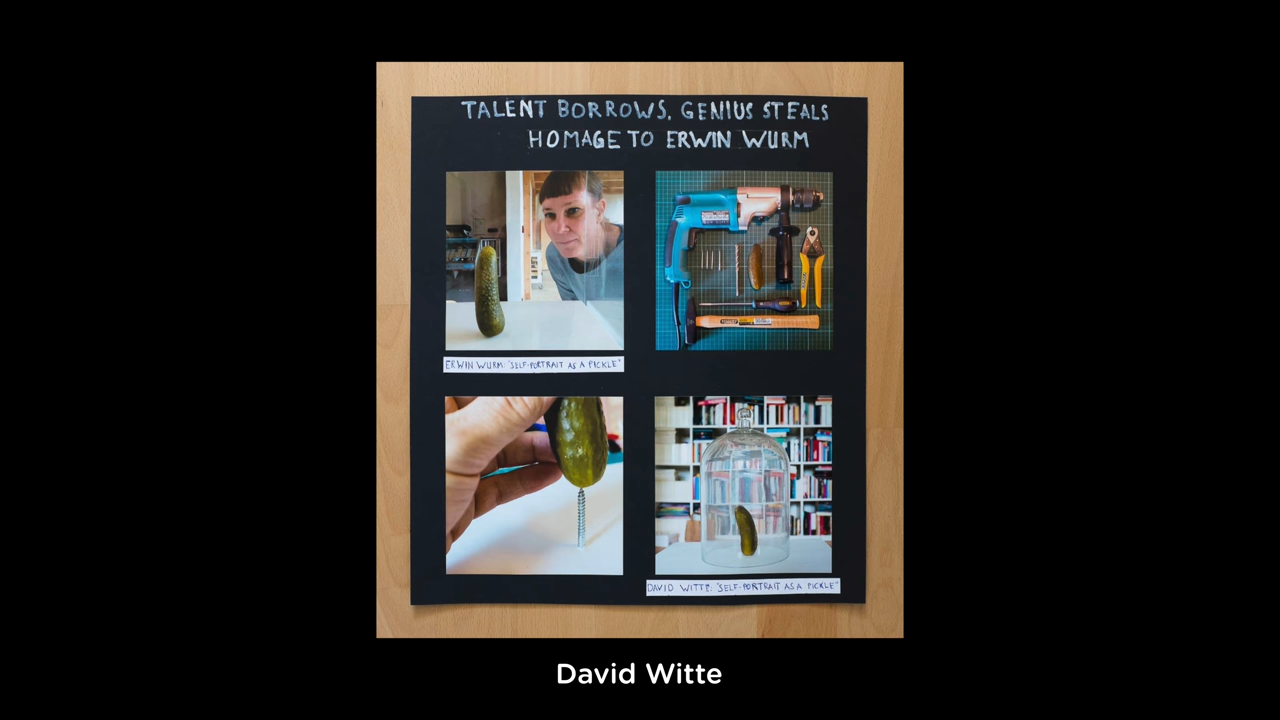 TALENT BORROWS, GENIUS STEALS
HOMAGE TO ERWIN WURM
ERWIN WURM: "SELF-PORTRAIT AS A PICKLE"
DAVID WITTE: "SELF-PORTRAIT AS A PICKLE"
David Witte